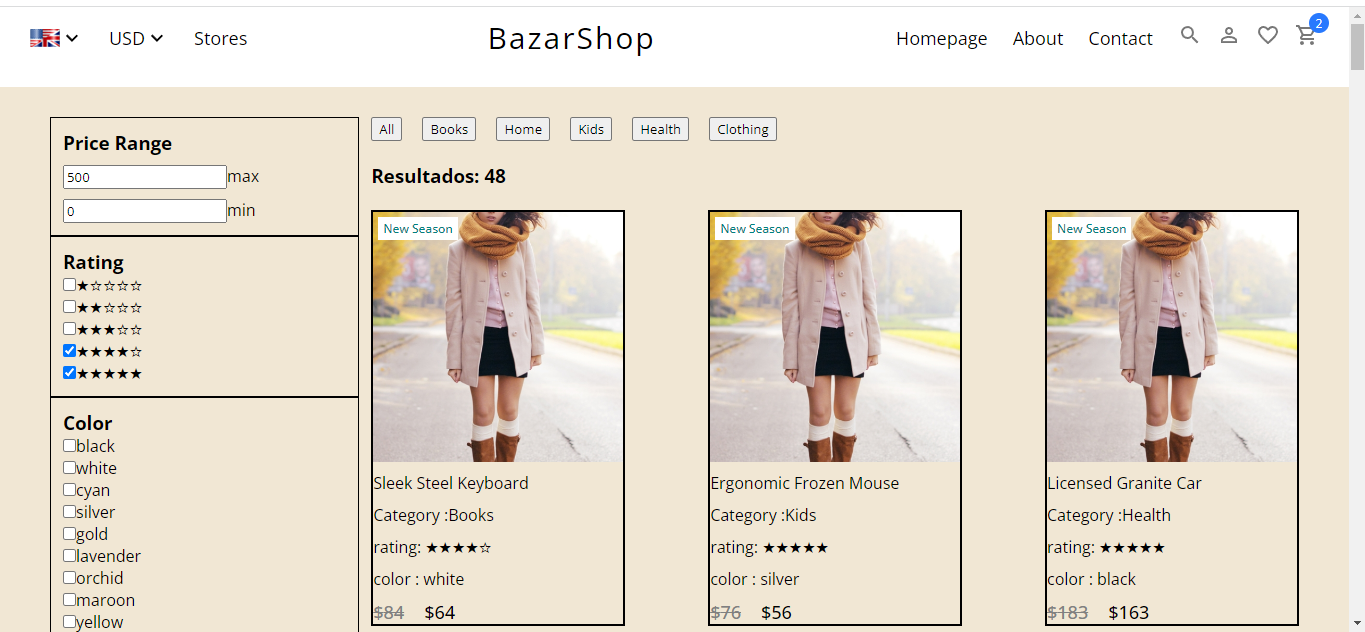 USD Stores BazarShop Homepage About Contact 2
Price Range
500 max
0 min
Rating
★☆☆☆☆
★★☆☆☆
★★★☆☆
★★★★☆
★★★★★
Color
black
white
cyan
silver
gold
lavender
orchid
maroon
yellow
All Books Home Kids Health Clothing
Resultados: 48
New Season
Sleek Steel Keyboard
Category :Books
rating: ★★★★☆
color : white
$84 $64
New Season
Ergonomic Frozen Mouse
Category :Kids
rating: ★★★★★
color : silver
$76 $56
New Season
Licensed Granite Car
Category :Health
rating: ★★★★★
color : black
$183 $163